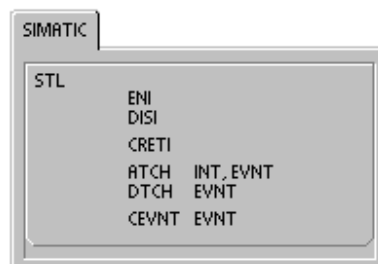 SIMATIC
STL
ENI
DISI
CRETI
ATCH INT, EVNT
DTCH EVNT
CEVNT EVNT